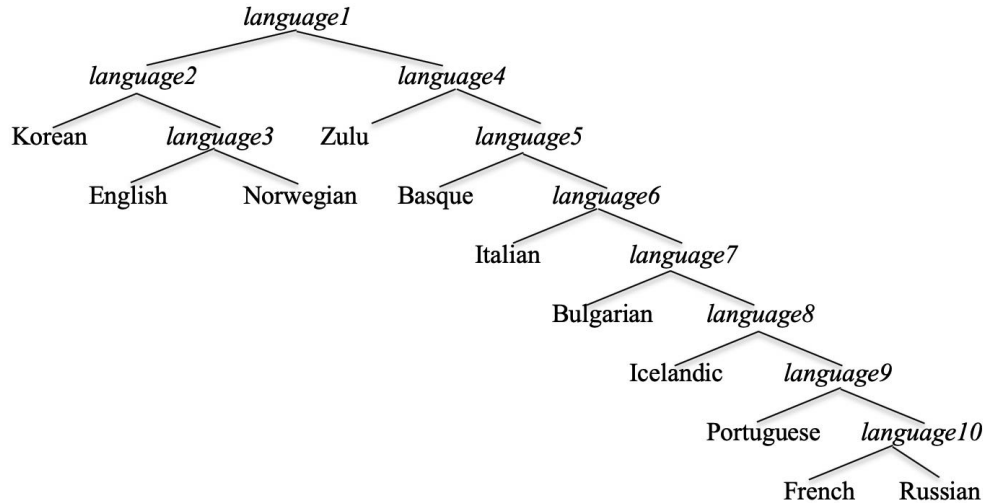 language1
language2 language4
Korean language3 Zulu language5
English Norwegian Basque language6
Italian language7
Bulgarian language8
Icelandic language9
Portuguese language10
French Russian